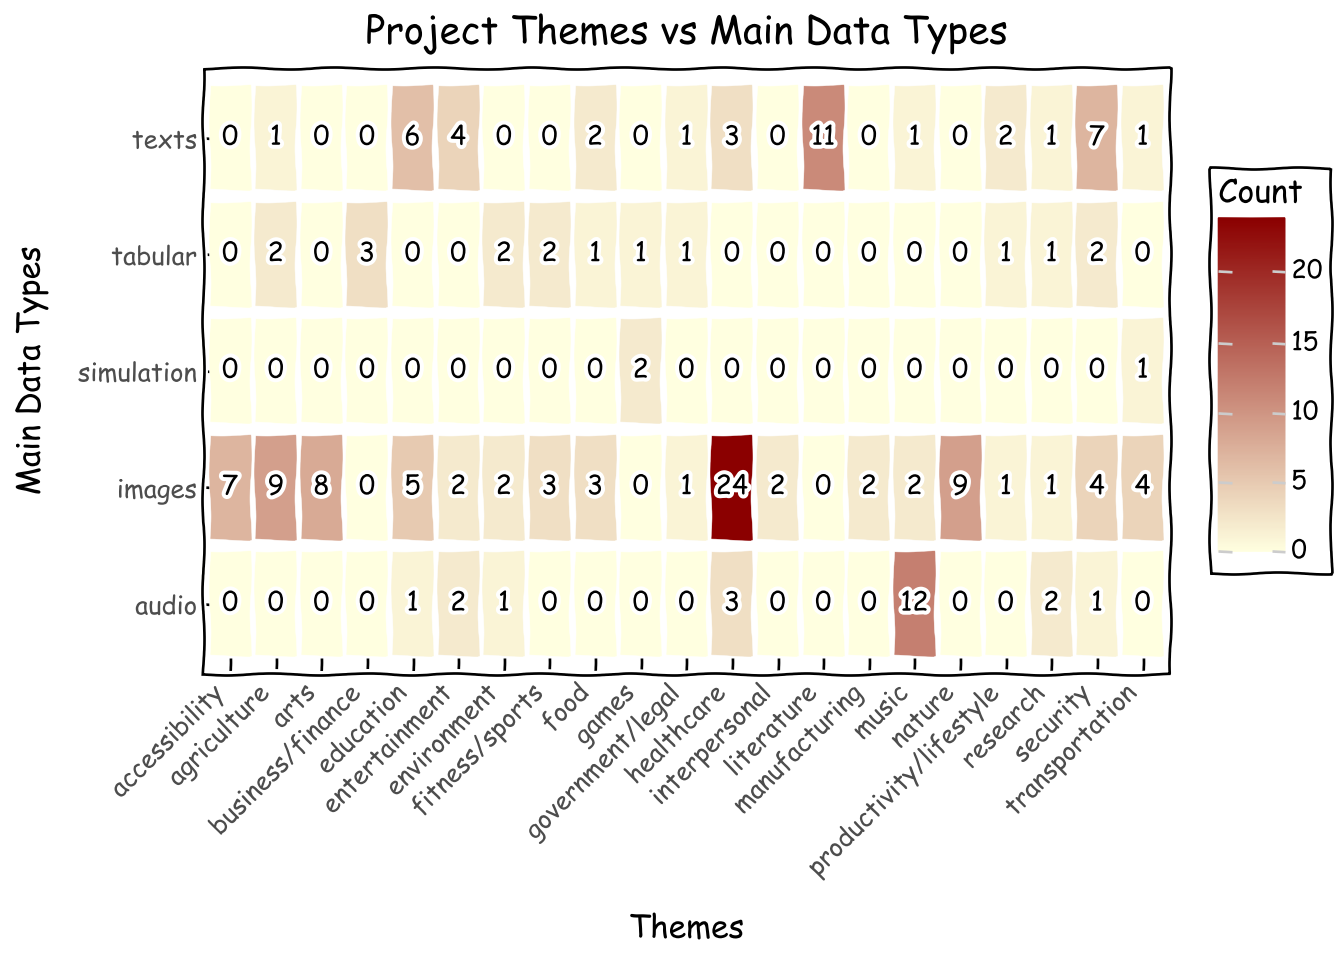 Project Themes vs Main Data Types
Main Data Types
texts 0 1 0 0 6 4 0 0 2 0 1 3 0 11 0 1 0 2 1 7 1
tabular 0 2 0 3 0 0 2 2 1 1 1 0 0 0 0 0 0 1 1 2 0
simulation 0 0 0 0 0 0 0 0 0 2 0 0 0 0 0 0 0 0 0 0 1
images 7 9 8 0 5 2 2 3 3 0 1 24 2 0 2 2 9 1 1 4 4
audio 0 0 0 0 1 2 1 0 0 0 0 3 0 0 0 12 0 0 2 1 0
accessibility
agriculture
arts
business/finance
education
entertainment
environment
fitness/sports
food
games
government/legal
healthcare
interpersonal
literature
manufacturing
music
nature
productivity/lifestyle
research
security
transportation
Themes
Count
20
15
10
5
0